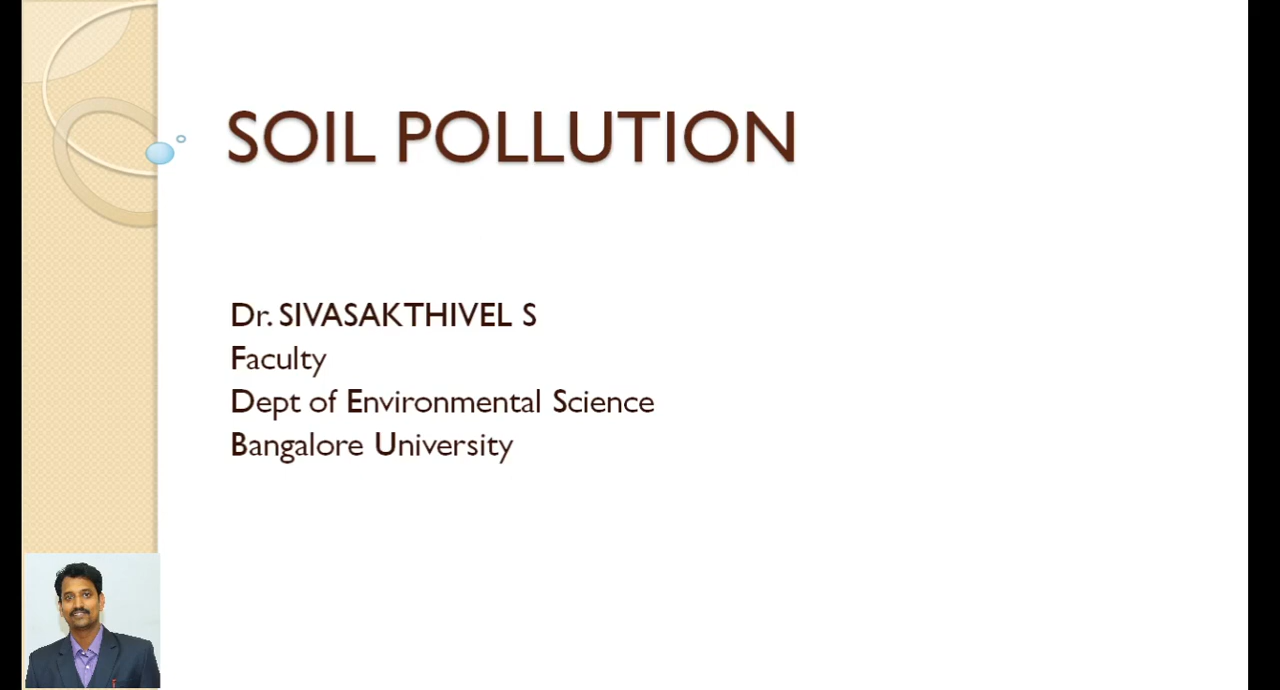 SOIL POLLUTION
Dr. SIVASAKTHIVEL S
Faculty
Dept of Environmental Science
Bangalore University